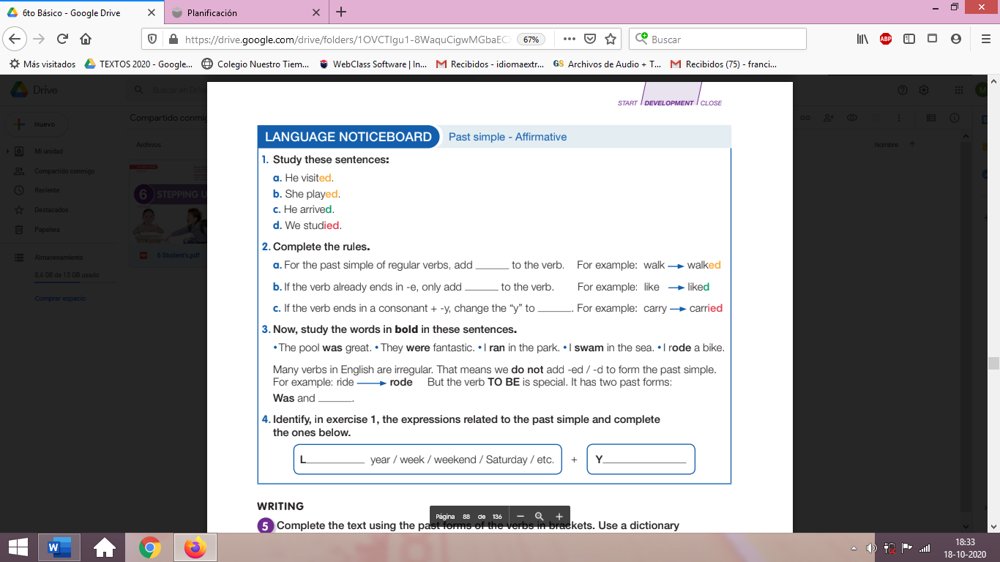 6to Básico - Google Drive
Planificación
https://drive.google.com/drive/folders/1OVCTIgu1-8WaquCigwMGbaEC
67%
Buscar
Más visitados
TEXTOS 2020 - Google...
Colegio Nuestro Tiem...
WebClass Software | In...
Recibidos - idiomaextr...
Archivos de Audio + T...
Recibidos (75) - franci...
Drive
Buscar en Drive
Nuevo
Compartido conmig
Archivos
Nombre
Mi unidad
Compartido conmigo
Reciente
Destacados
Papelera
Almacenamiento
8,4 GB de 15 GB usado
Comprar espacio
6 STEPPING U
6 Student's.pdf
START DEVELOPMENT CLOSE
LANGUAGE NOTICEBOARD Past simple - Affirmative
1. Study these sentences:
a. He visited.
b. She played.
c. He arrived.
d. We studied.
2. Complete the rules.
a. For the past simple of regular verbs, add ______ to the verb. For example: walk → walked
b. If the verb already ends in -e, only add ______ to the verb. For example: like → liked
c. If the verb ends in a consonant + -y, change the “y” to ______. For example: carry → carried
3. Now, study the words in bold in these sentences.
• The pool was great. • They were fantastic. • I ran in the park. • I swam in the sea. • I rode a bike.
Many verbs in English are irregular. That means we do not add -ed / -d to form the past simple.
For example: ride → rode But the verb TO BE is special. It has two past forms:
Was and ______.
4. Identify, in exercise 1, the expressions related to the past simple and complete
the ones below.
L__________ year / week / weekend / Saturday / etc. + Y______________
WRITING
5 Complete the text using the past forms of the verbs in brackets. Use a dictionary
Página 88 de 136
18:33
18-10-2020